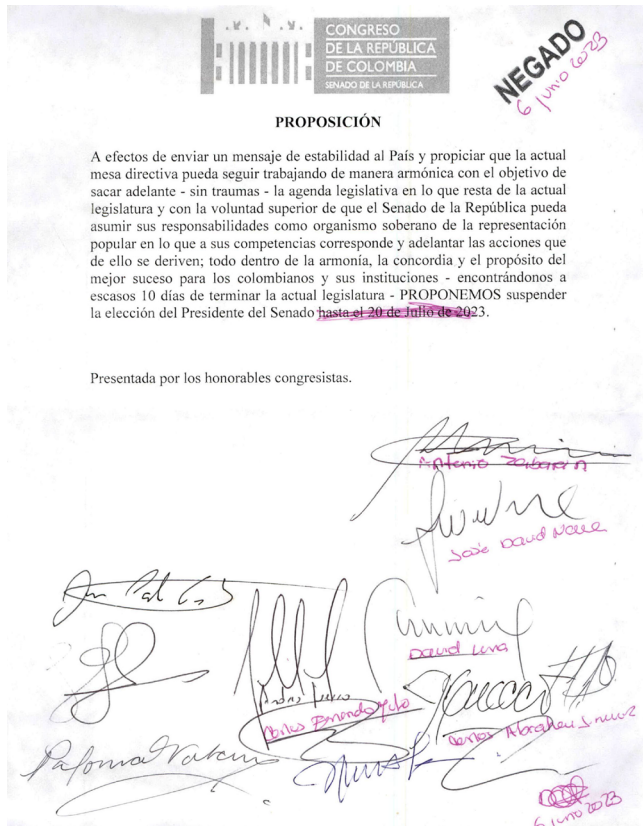 CONGRESO
DE LA REPÚBLICA
DE COLOMBIA
SENADO DE LA REPÚBLICA
NEGADO
6 Junio 2023
PROPOSICIÓN
A efectos de enviar un mensaje de estabilidad al País y propiciar que la actual
mesa directiva pueda seguir trabajando de manera armónica con el objetivo de
sacar adelante - sin traumas - la agenda legislativa en lo que resta de la actual
legislatura y con la voluntad superior de que el Senado de la República pueda
asumir sus responsabilidades como organismo soberano de la representación
popular en lo que a sus competencias corresponde y adelantar las acciones que
de ello se deriven; todo dentro de la armonía, la concordia y el propósito del
mejor suceso para los colombianos y sus instituciones - encontrándonos a
escasos 10 días de terminar la actual legislatura - PROPONEMOS suspender
la elección del Presidente del Senado hasta el 20 de Julio de 2023.
Presentada por los honorables congresistas.
Antonio
José David
David Luna
Carlos
Carlos Abraham
Paloma
6 Junio 2023